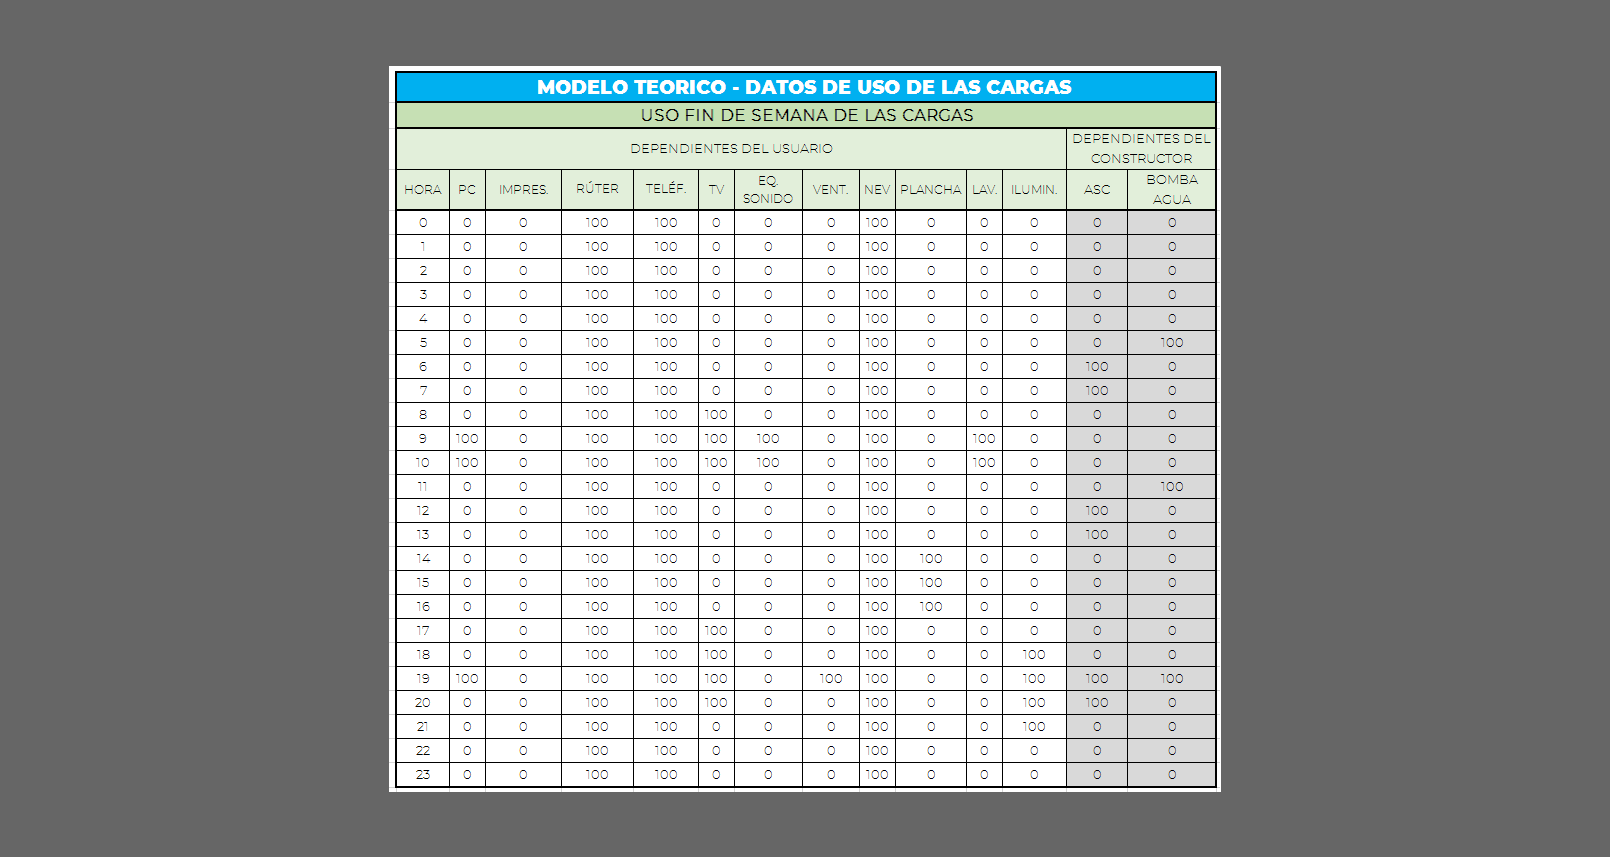 MODELO TEORICO - DATOS DE USO DE LAS CARGAS
USO FIN DE SEMANA DE LAS CARGAS
DEPENDIENTES DEL USUARIO
DEPENDIENTES DEL
CONSTRUCTOR
HORA PC IMPRES. RÚTER TELÉF. TV EQ. SONIDO VENT. NEV PLANCHA LAV. ILUMIN. ASC BOMBA AGUA
0 0 0 100 100 0 0 0 100 0 0 0 0 0
1 0 0 100 100 0 0 0 100 0 0 0 0 0
2 0 0 100 100 0 0 0 100 0 0 0 0 0
3 0 0 100 100 0 0 0 100 0 0 0 0 0
4 0 0 100 100 0 0 0 100 0 0 0 0 0
5 0 0 100 100 0 0 0 100 0 0 0 0 100
6 0 0 100 100 0 0 0 100 0 0 0 100 0
7 0 0 100 100 0 0 0 100 0 0 0 100 0
8 0 0 100 100 100 0 0 100 0 0 0 0 0
9 100 0 100 100 100 100 0 100 0 100 0 0 0
10 100 0 100 100 100 100 0 100 0 100 0 0 0
11 0 0 100 100 0 0 0 100 0 0 0 0 100
12 0 0 100 100 0 0 0 100 0 0 0 100 0
13 0 0 100 100 0 0 0 100 0 0 0 100 0
14 0 0 100 100 0 0 0 100 100 0 0 0 0
15 0 0 100 100 0 0 0 100 100 0 0 0 0
16 0 0 100 100 0 0 0 100 100 0 0 0 0
17 0 0 100 100 100 0 0 100 0 0 0 0 0
18 0 0 100 100 100 0 0 100 0 0 100 0 0
19 100 0 100 100 100 0 100 100 0 0 100 100 100
20 0 0 100 100 100 0 0 100 0 0 100 100 0
21 0 0 100 100 0 0 0 100 0 0 100 0 0
22 0 0 100 100 0 0 0 100 0 0 0 0 0
23 0 0 100 100 0 0 0 100 0 0 0 0 0